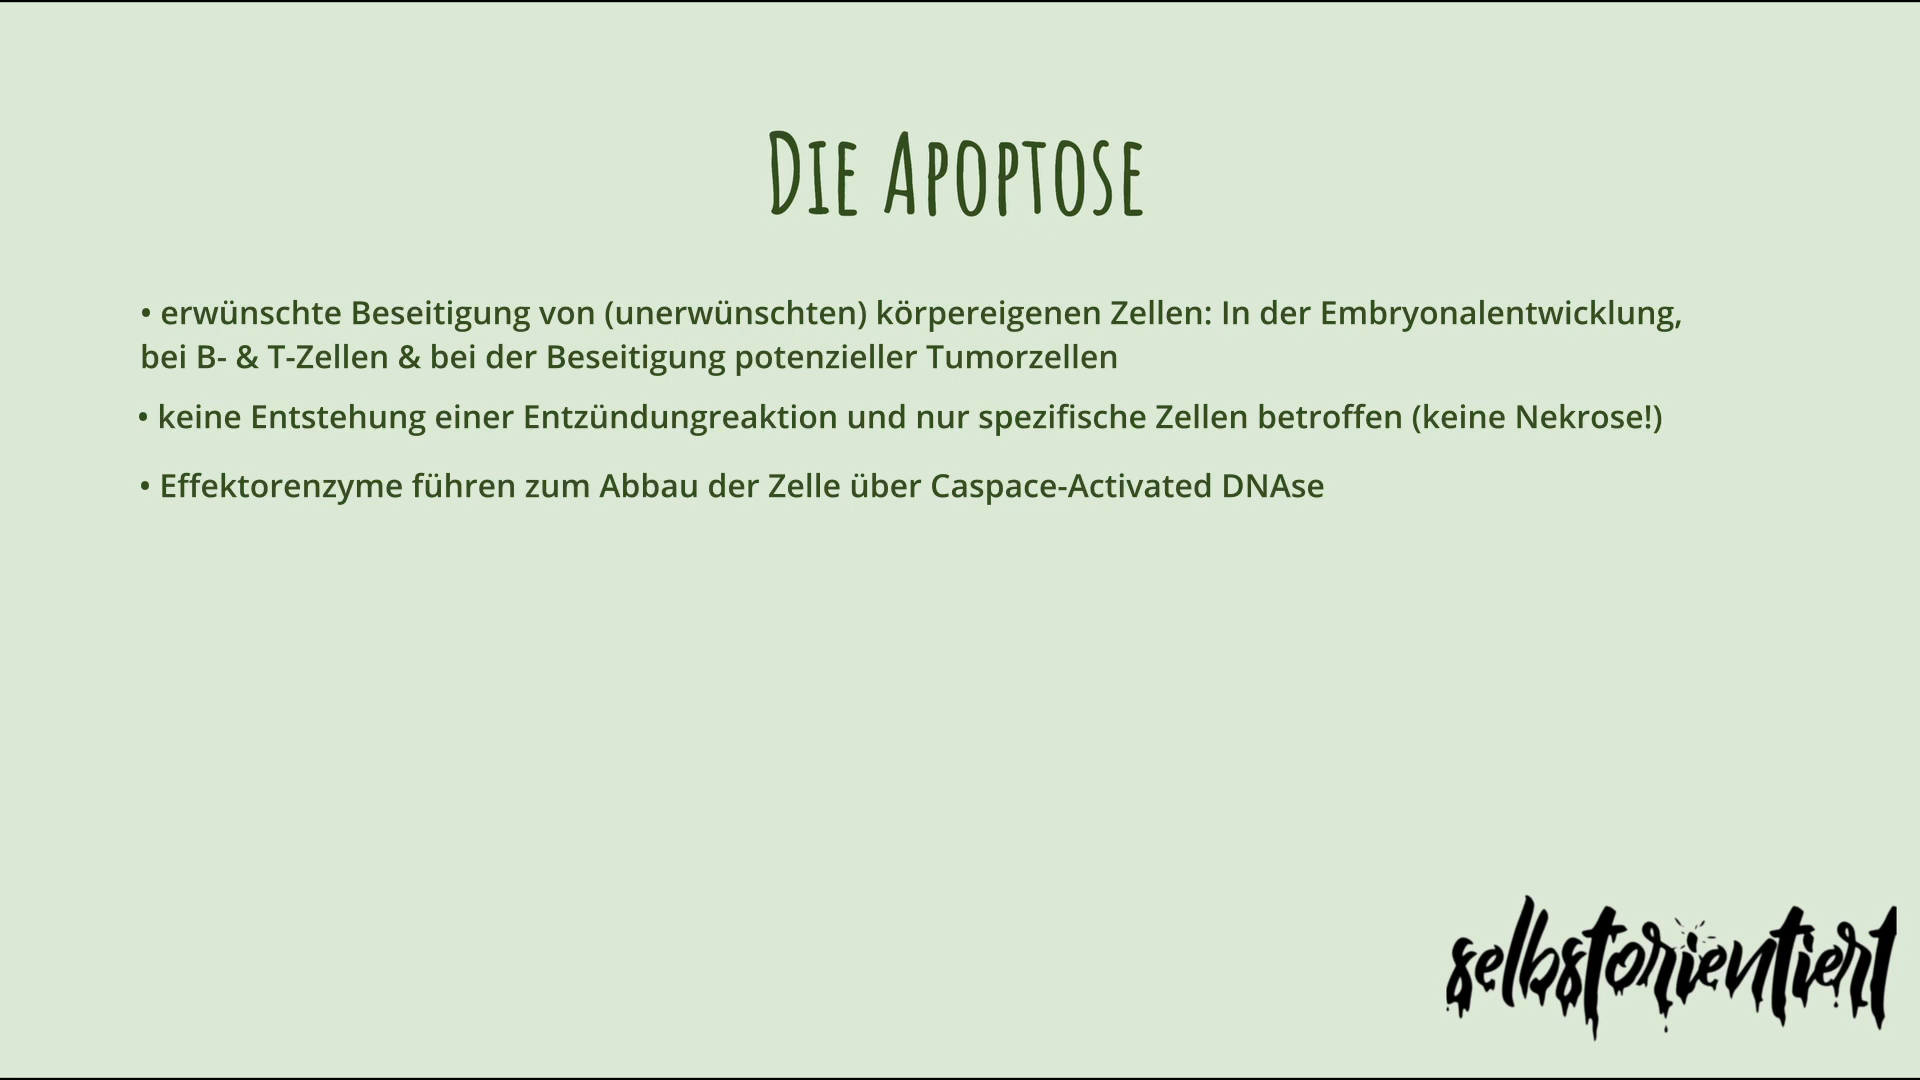 Die Apoptose
• erwünschte Beseitigung von (unerwünschten) körpereigenen Zellen: In der Embryonalentwicklung,
bei B- & T-Zellen & bei der Beseitigung potenzieller Tumorzellen
• keine Entstehung einer Entzündungreaktion und nur spezifische Zellen betroffen (keine Nekrose!)
• Effektorenzyme führen zum Abbau der Zelle über Caspace-Activated DNAse
selbstorientiert